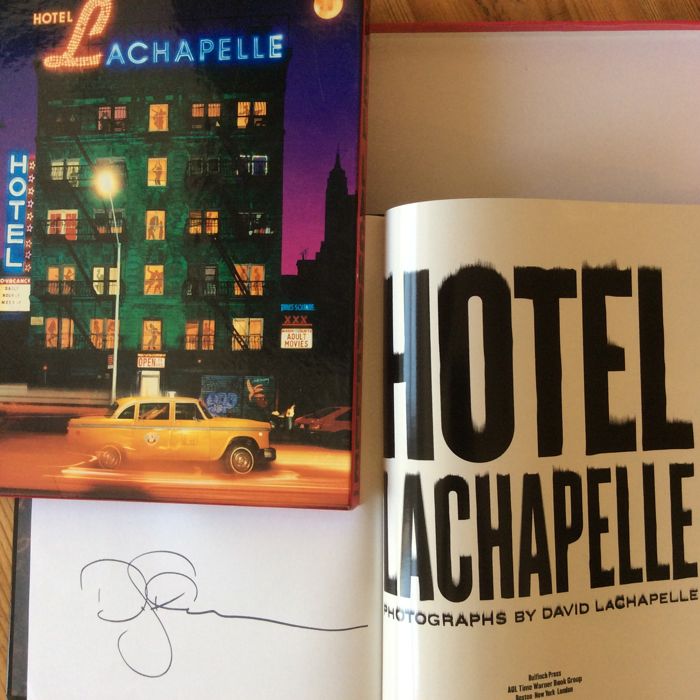 HOTEL
LACHAPELLE
HOTEL
OPEN
XXX
ADULT
MOVIES
HOTEL
LACHAPELLE
PHOTOGRAPHS BY DAVID LACHAPELLE
Bulfinch Press
AOL Time Warner Book Group
Boston New York London